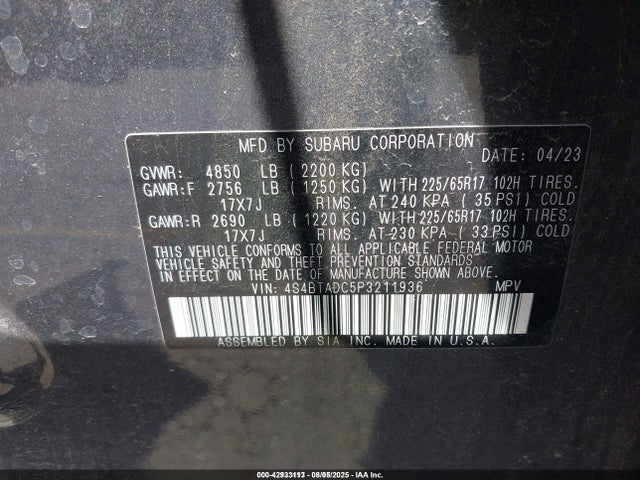 MFD BY SUBARU CORPORATION
DATE: 04/23
GVWR: 4850 LB (2200 KG)
GAWR:F 2756 LB (1250 KG) WITH 225/65R17 102H TIRES.
17X7J RIMS. AT 240 KPA (35 PSI) COLD
GAWR:R 2690 LB (1220 KG) WITH 225/65R17 102H TIRES.
17X7J RIMS. AT 230 KPA (33 PSI) COLD
THIS VEHICLE CONFORMS TO ALL APPLICABLE FEDERAL MOTOR
VEHICLE SAFETY AND THEFT PREVENTION STANDARDS
IN EFFECT ON THE DATE OF MANUFACTURE SHOWN ABOVE.
VIN: 4S4BTADC5P3211936 MPV
ASSEMBLED BY SIA INC. MADE IN U.S.A.
000-42933193 - 08/05/2025 - IAA Inc.